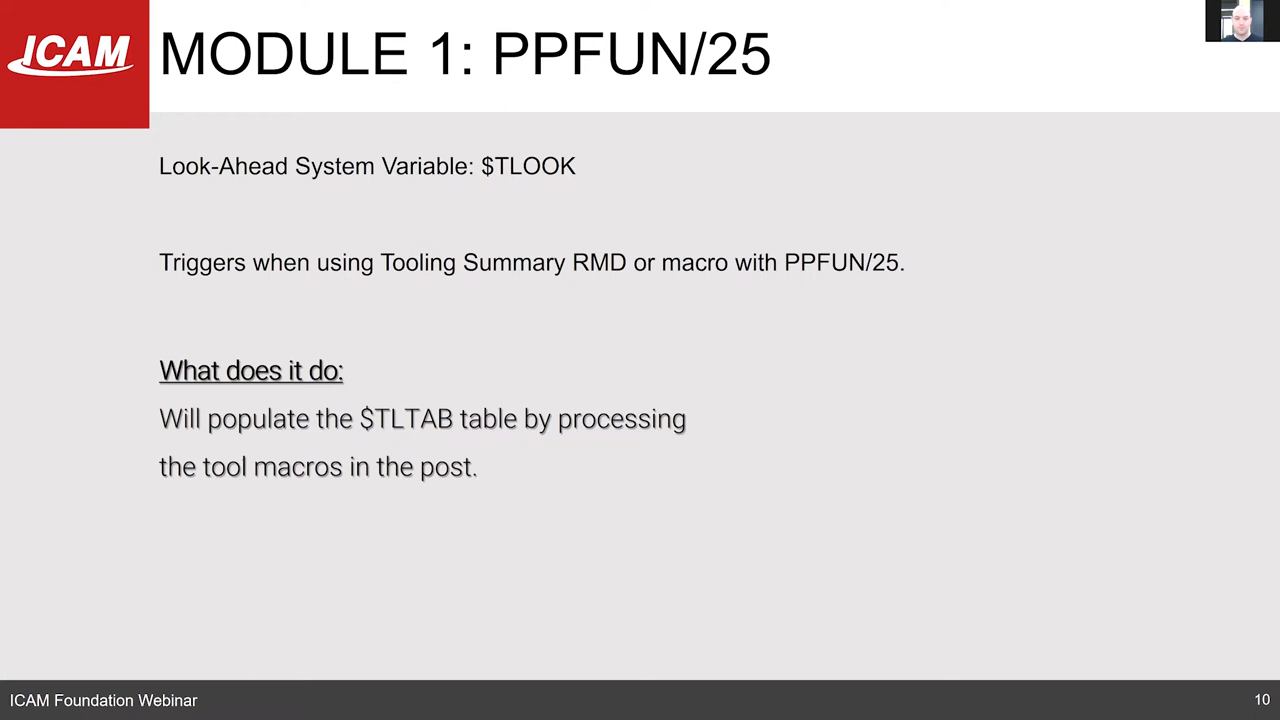 ICAM
MODULE 1: PPFUN/25
Look-Ahead System Variable: $TLOOK
Triggers when using Tooling Summary RMD or macro with PPFUN/25.
What does it do:
Will populate the $TLTAB table by processing
the tool macros in the post.
ICAM Foundation Webinar
10